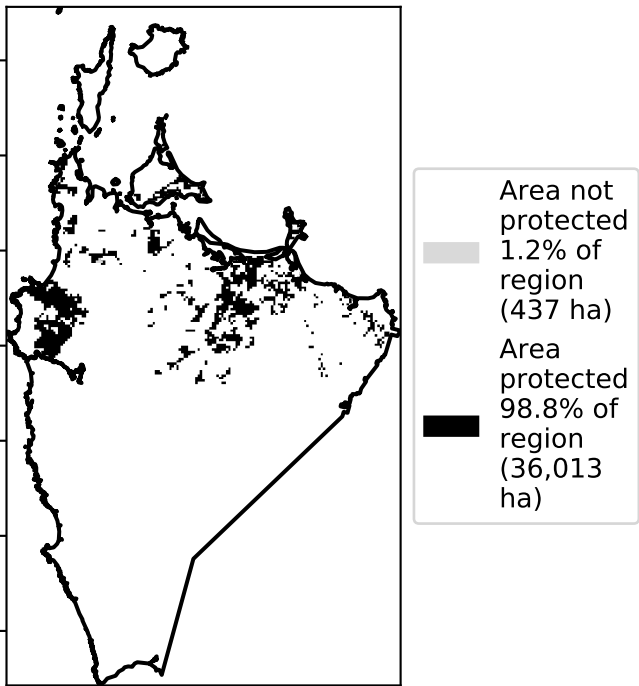 Area not
protected
1.2% of
region
(437 ha)
Area
protected
98.8% of
region
(36,013
ha)